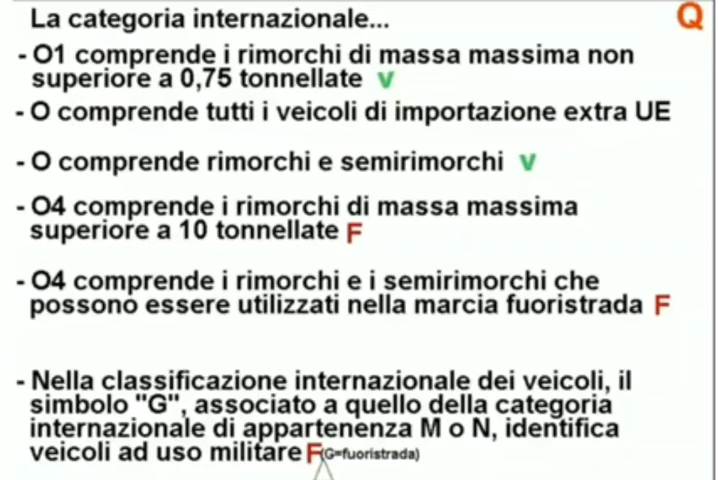 La categoria internazionale... Q
- O1 comprende i rimorchi di massa massima non
superiore a 0,75 tonnellate V
- O comprende tutti i veicoli di importazione extra UE
- O comprende rimorchi e semirimorchi V
- O4 comprende i rimorchi di massa massima
superiore a 10 tonnellate F
- O4 comprende i rimorchi e i semirimorchi che
possono essere utilizzati nella marcia fuoristrada F
- Nella classificazione internazionale dei veicoli, il
simbolo "G", associato a quello della categoria
internazionale di appartenenza M o N, identifica
veicoli ad uso militare F (G=fuoristrada)